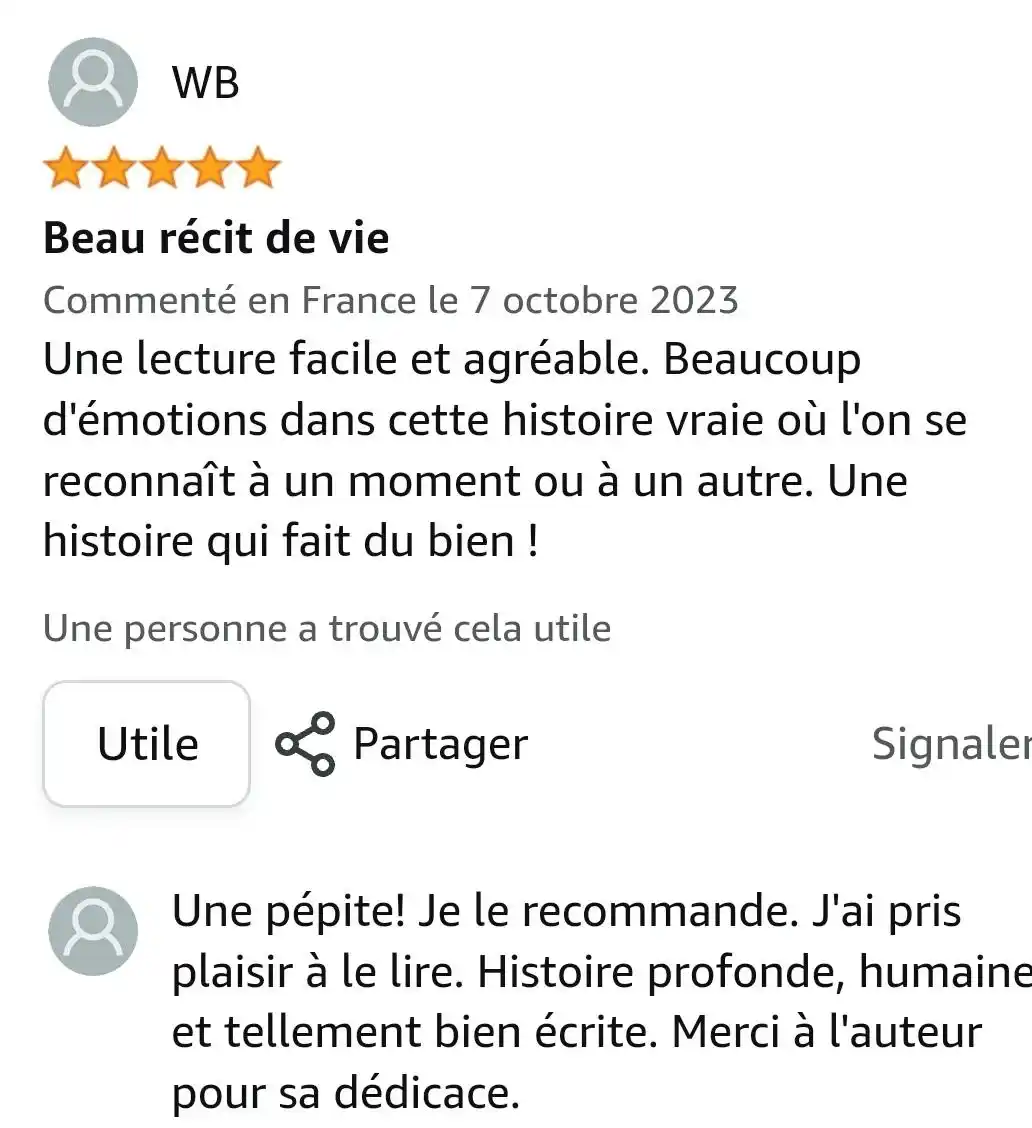 WB
Beau récit de vie
Commenté en France le 7 octobre 2023
Une lecture facile et agréable. Beaucoup
d'émotions dans cette histoire vraie où l'on se
reconnaît à un moment ou à un autre. Une
histoire qui fait du bien !
Une personne a trouvé cela utile
Utile
Partager
Signaler
Une pépite! Je le recommande. J'ai pris
plaisir à le lire. Histoire profonde, humaine
et tellement bien écrite. Merci à l'auteur
pour sa dédicace.